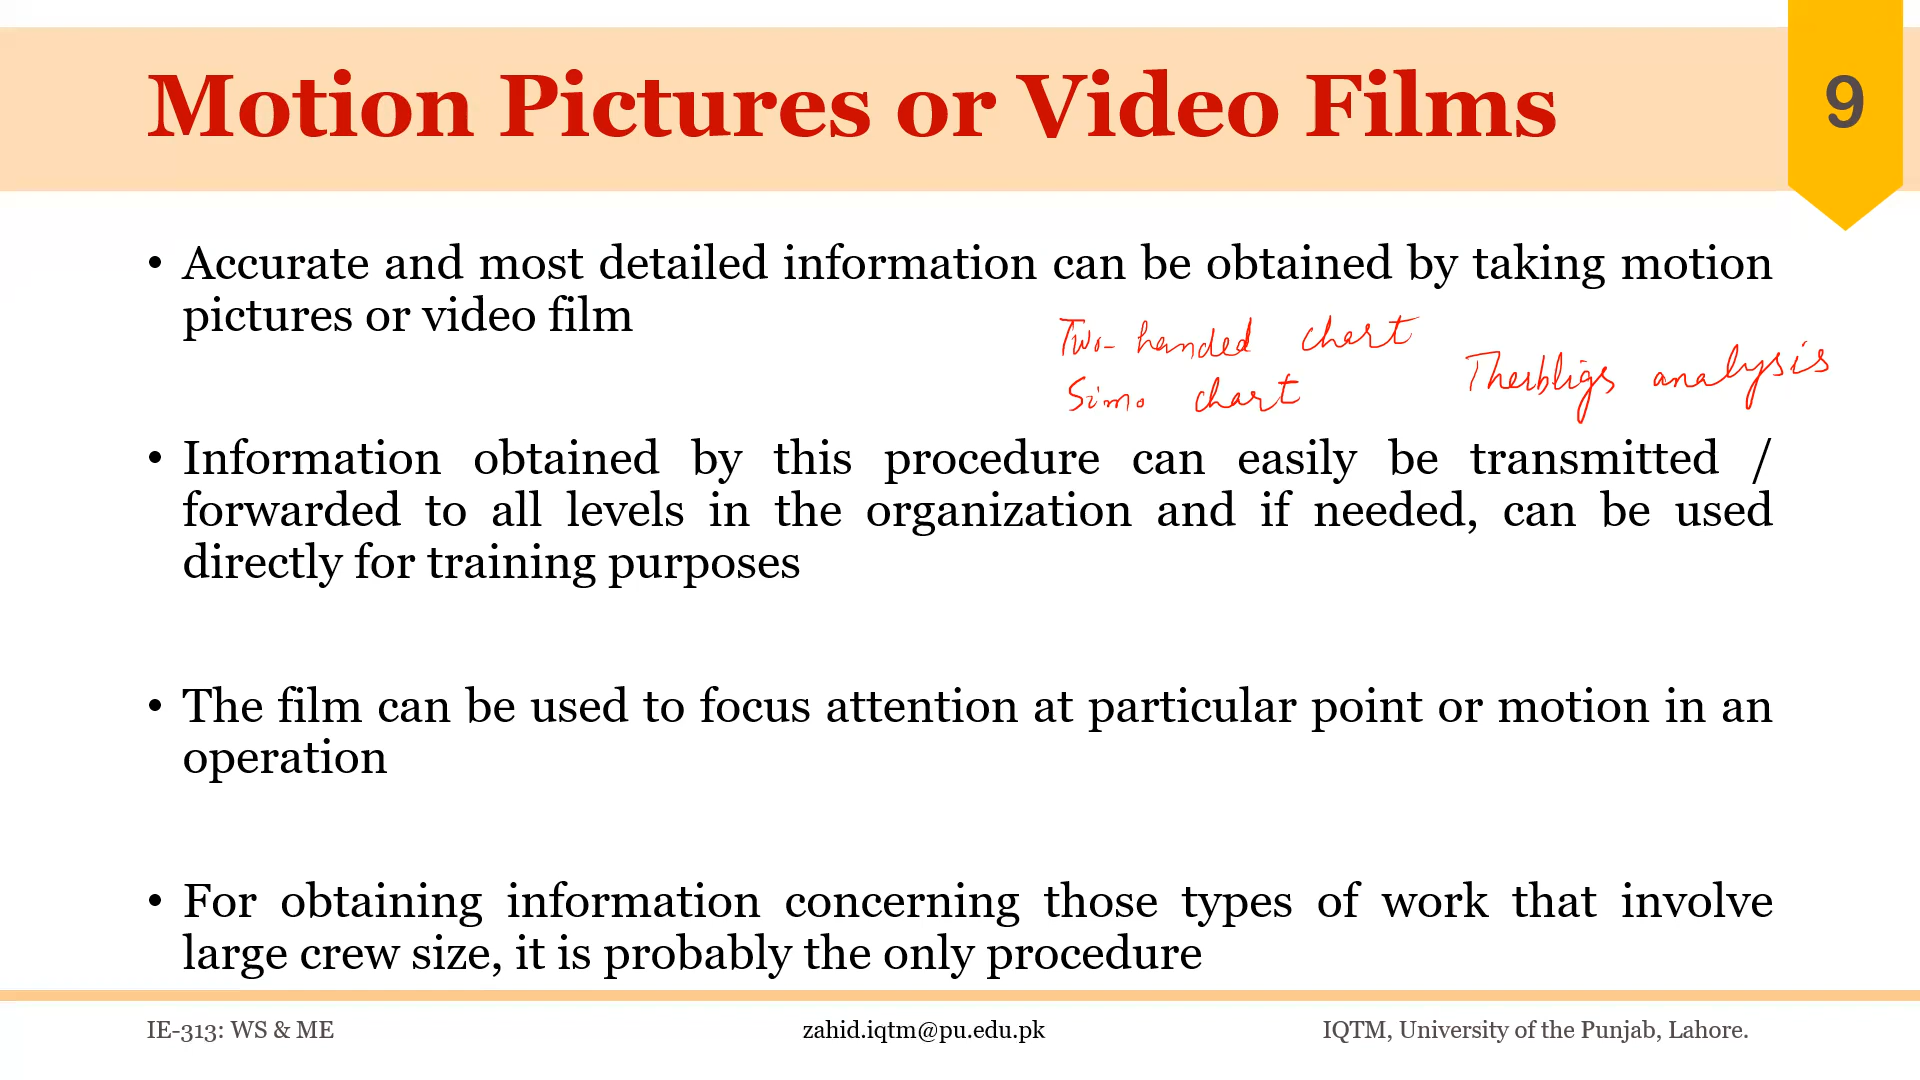 Motion Pictures or Video Films
9
• Accurate and most detailed information can be obtained by taking motion
pictures or video film
Two-handed chart
Simo chart
Therbligs analysis
• Information obtained by this procedure can easily be transmitted /
forwarded to all levels in the organization and if needed, can be used
directly for training purposes
• The film can be used to focus attention at particular point or motion in an
operation
• For obtaining information concerning those types of work that involve
large crew size, it is probably the only procedure
IE-313: WS & ME
zahid.iqtm@pu.edu.pk
IQTM, University of the Punjab, Lahore.